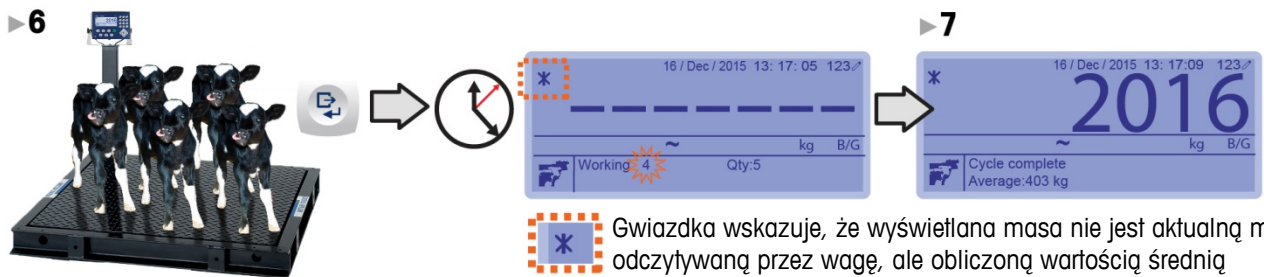 ▶6
▶7
16 / Dec / 2015 13: 17: 05 123
*
– – – – – – –
~ kg B/G
Working 4 Qty:5
16 / Dec / 2015 13: 17:09 123
*
2016
~ kg B/G
Cycle complete
Average:403 kg
* Gwiazdka wskazuje, że wyświetlana masa nie jest aktualną
odczytywaną przez wagę, ale obliczoną wartością średnią